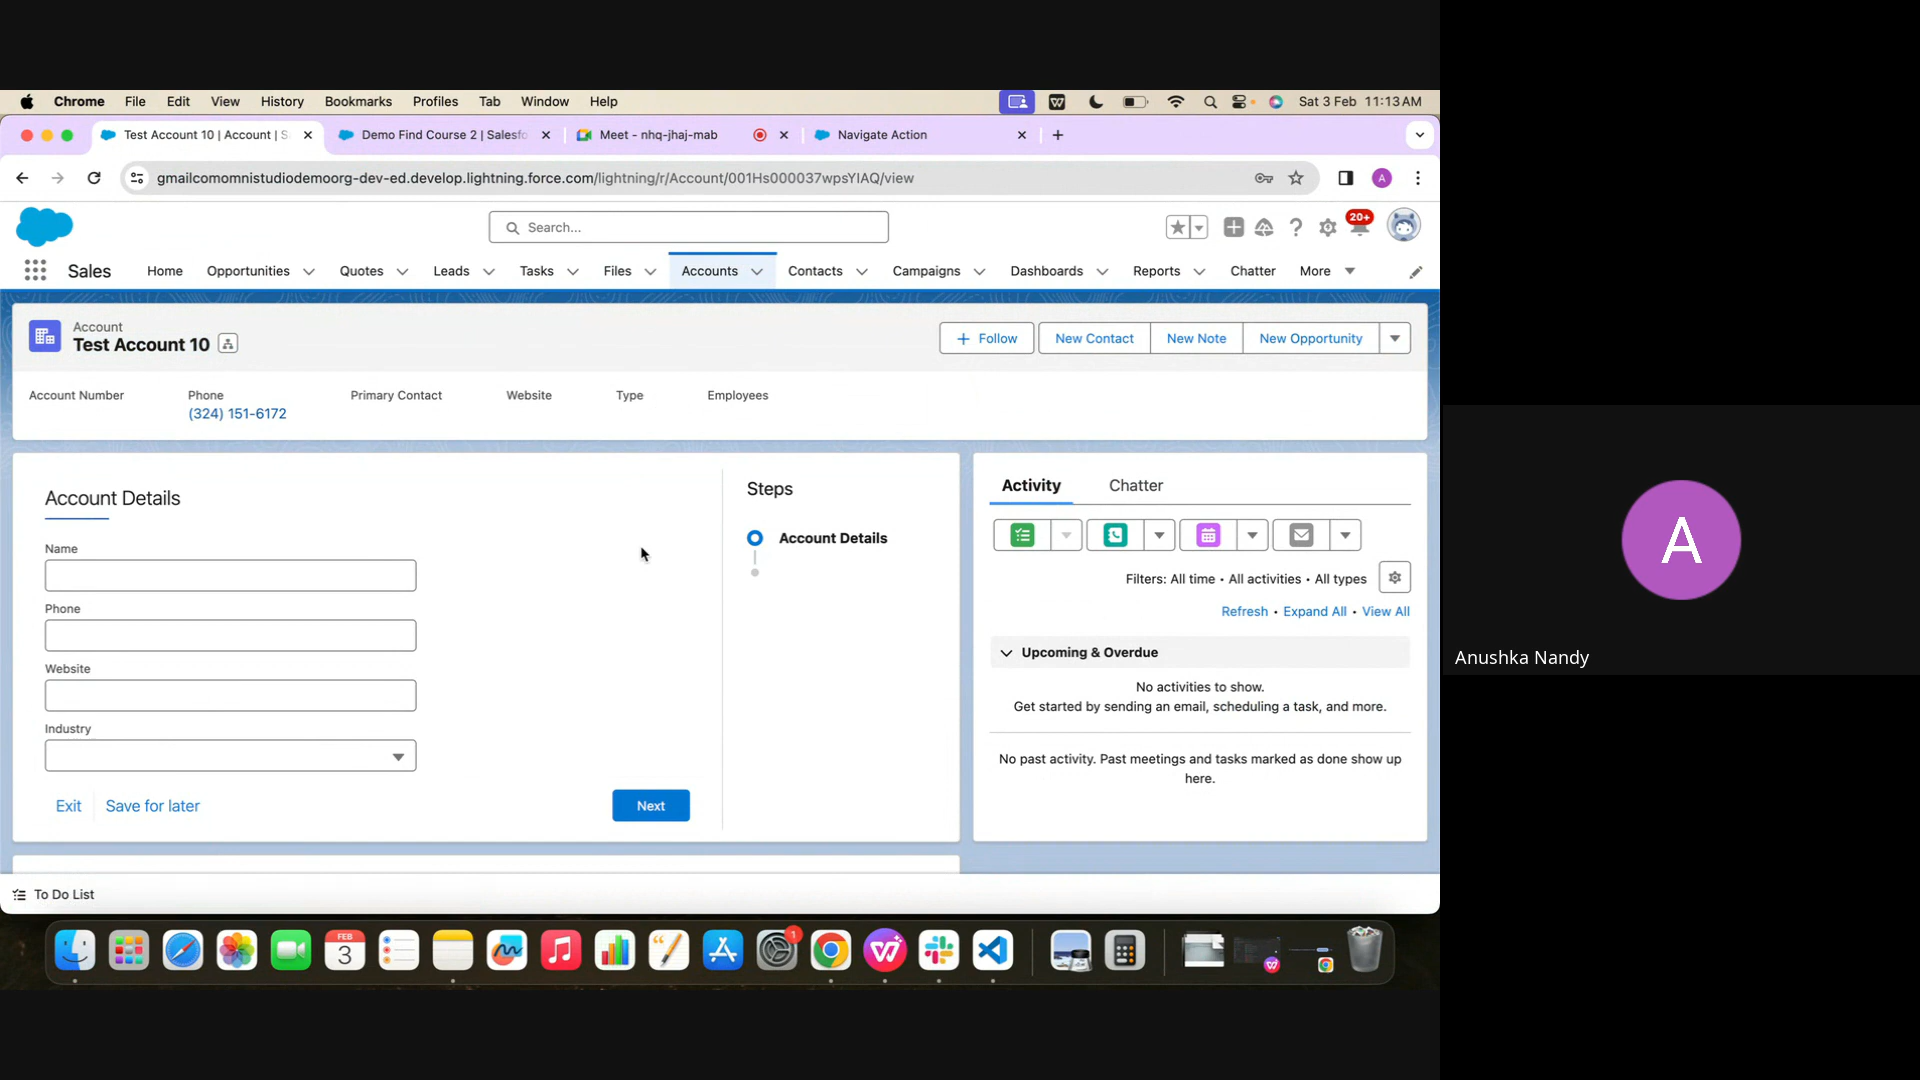 Chrome File Edit View History Bookmarks Profiles Tab Window Help Sat 3 Feb 11:13 AM
Test Account 10 | Account | S Demo Find Course 2 | Salesfo Meet - nhq-jhaj-mab Navigate Action
gmailcomomnistudiodemoorg-dev-ed.develop.lightning.force.com/lightning/r/Account/001Hs000037wpsYIAQ/view A
Search... 20+
Sales Home Opportunities Quotes Leads Tasks Files Accounts Contacts Campaigns Dashboards Reports Chatter More
Account
Test Account 10
Follow New Contact New Note New Opportunity
Account Number Phone Primary Contact Website Type Employees
(324) 151-6172
Account Details
Name
Phone
Website
Industry
Exit Save for later Next
Steps
Account Details
Activity Chatter
Filters: All time • All activities • All types
Refresh • Expand All • View All
Upcoming & Overdue
No activities to show.
Get started by sending an email, scheduling a task, and more.
No past activity. Past meetings and tasks marked as done show up
here.
To Do List
FEB
3
1
A
Anushka Nandy